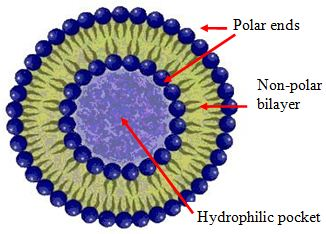 Polar ends
Non-polar
bilayer
Hydrophilic pocket